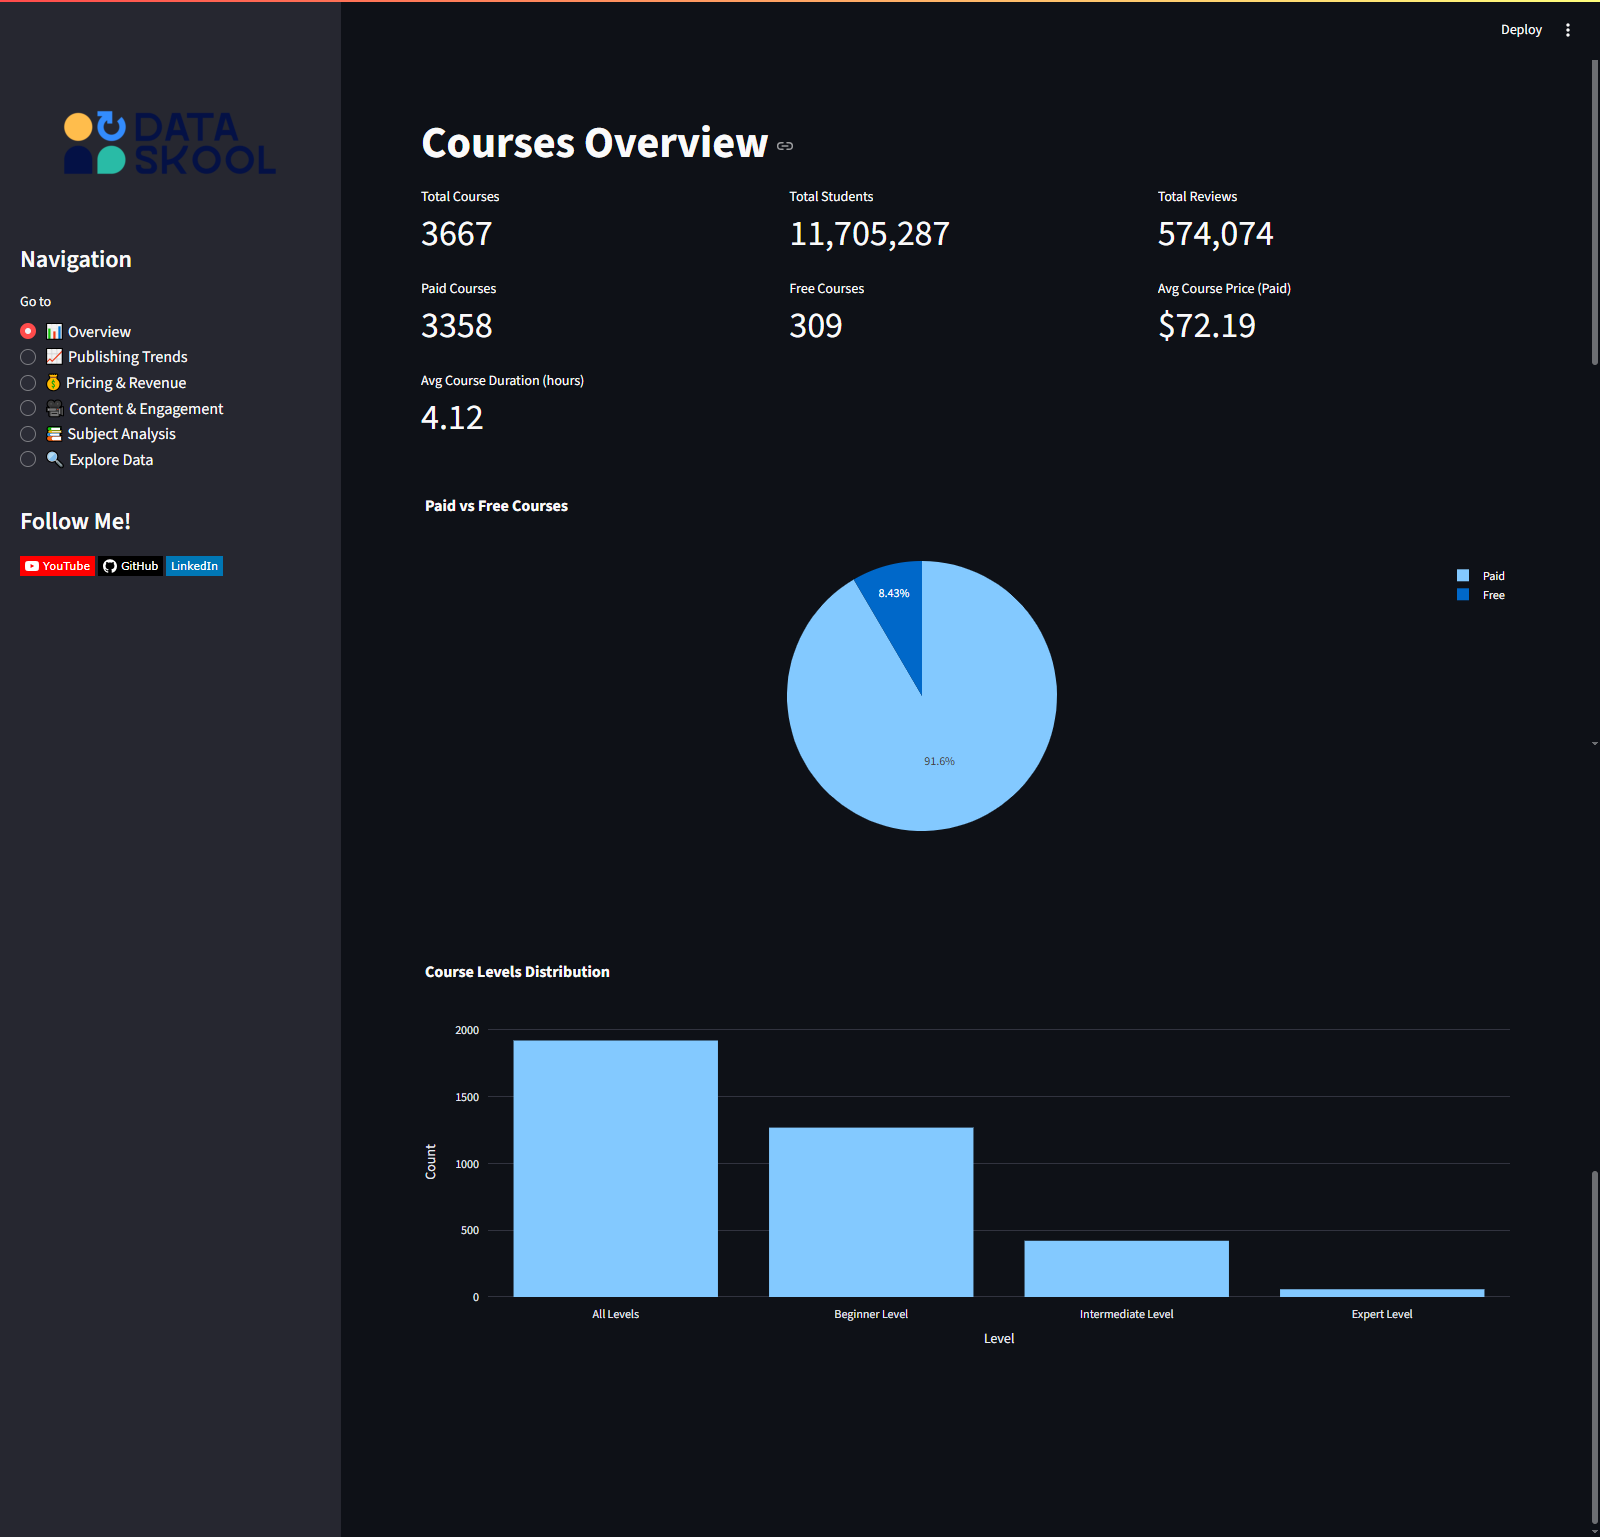 Deploy
DATA
SKOOL
Navigation
Go to
Overview
Publishing Trends
Pricing & Revenue
Content & Engagement
Subject Analysis
Explore Data
Follow Me!
YouTube GitHub LinkedIn
Courses Overview
Total Courses Total Students Total Reviews
3667 11,705,287 574,074
Paid Courses Free Courses Avg Course Price (Paid)
3358 309 $72.19
Avg Course Duration (hours)
4.12
Paid vs Free Courses
8.43%
91.6%
Paid
Free
Course Levels Distribution
Count
2000
1500
1000
500
0
All Levels Beginner Level Intermediate Level Expert Level
Level